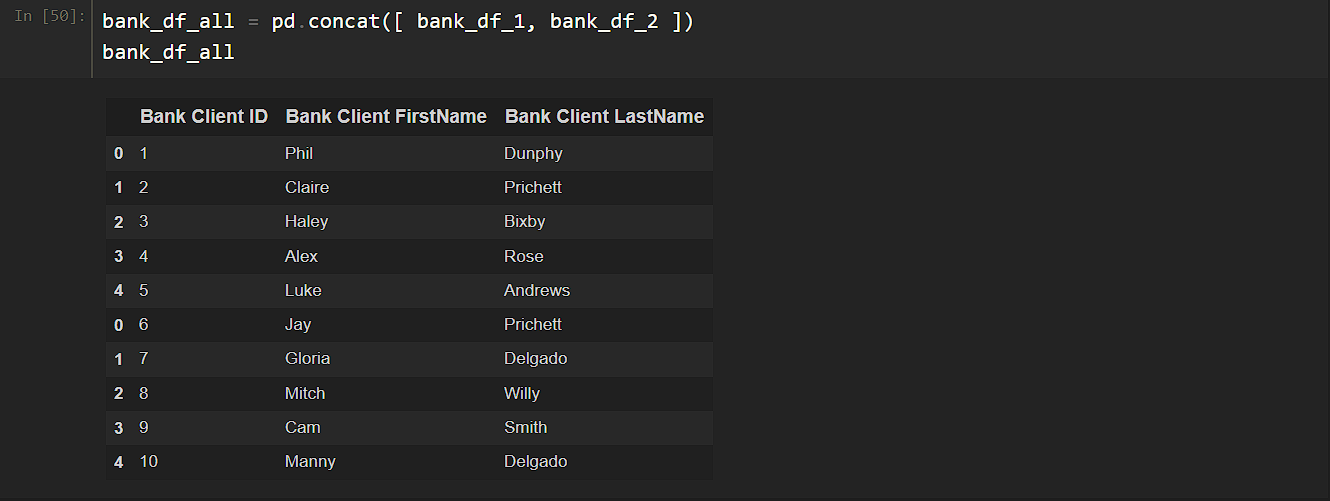 In [50]: bank_df_all = pd.concat([ bank_df_1, bank_df_2 ])
bank_df_all
Bank Client ID Bank Client FirstName Bank Client LastName
0 1 Phil Dunphy
1 2 Claire Prichett
2 3 Haley Bixby
3 4 Alex Rose
4 5 Luke Andrews
0 6 Jay Prichett
1 7 Gloria Delgado
2 8 Mitch Willy
3 9 Cam Smith
4 10 Manny Delgado